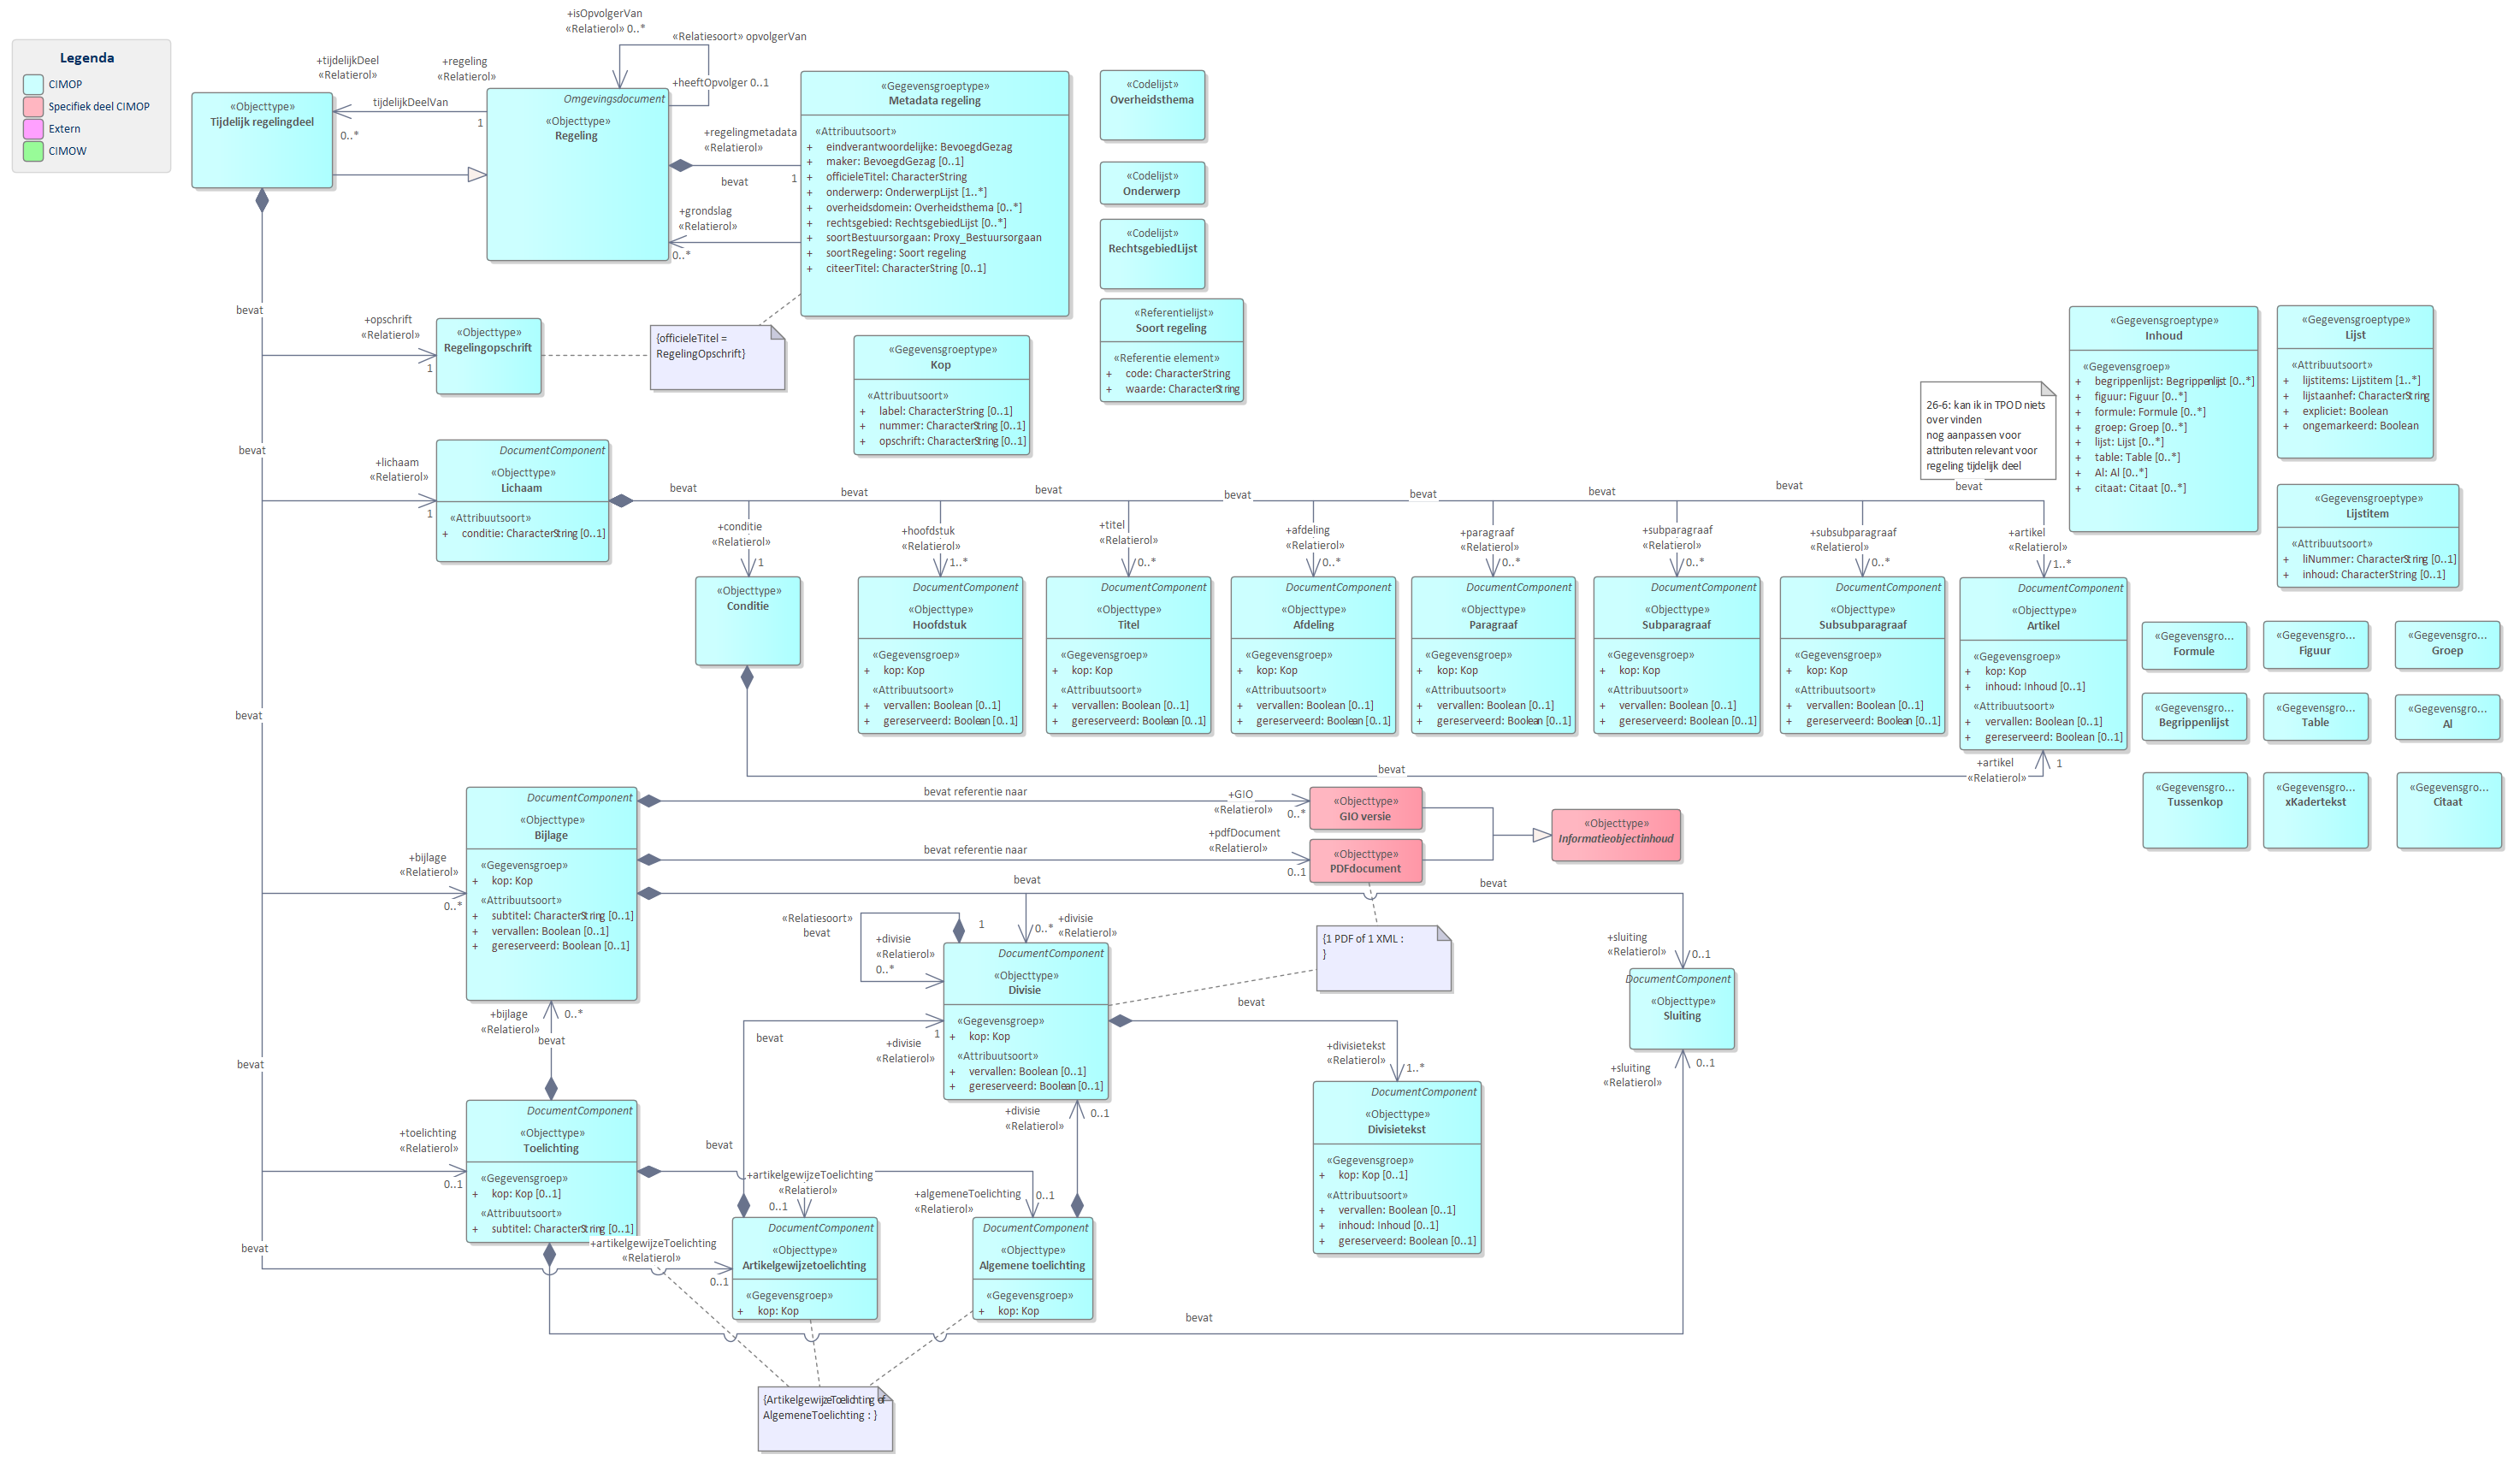 Legenda
CIMOP
Specifiek deel CIMOP
Extern
CIMOW
+isOpvolgerVan
«Relatierol» 0..*
«Relatiesoort» opvolgerVan
+heeftOpvolger 0..1
+tijdelijkDeel
«Relatierol»
+regeling
«Relatierol»
tijdelijkDeelVan
0..*
1
«Objecttype»
Tijdelijk regelingdeel
Omgevingsdocument
«Objecttype»
Regeling
+regelingmetadata
«Relatierol»
bevat
1
+grondslag
«Relatierol»
0..*
«Gegevensgroeptype»
Metadata regeling
«Attribuutsoort»
+ eindverantwoordelijke: BevoegdGezag
+ maker: BevoegdGezag [0..1]
+ officieleTitel: CharacterString
+ onderwerp: OnderwerpLijst [1..*]
+ overheidsdomein: Overheidsthema [0..*]
+ rechtsgebied: RechtsgebiedLijst [0..*]
+ soortBestuursorgaan: Proxy_Bestuursorgaan
+ soortRegeling: Soort regeling
+ citeerTitel: CharacterString [0..1]
«Codelijst»
Overheidsthema
«Codelijst»
Onderwerp
«Codelijst»
RechtsgebiedLijst
«Referentielijst»
Soort regeling
«Referentie element»
+ code: CharacterString
+ waarde: CharacterString
bevat
+opschrift
«Relatierol»
1
«Objecttype»
Regelingopschrift
{officieleTitel =
RegelingOpschrift}
«Gegevensgroeptype»
Kop
«Attribuutsoort»
+ label: CharacterString [0..1]
+ nummer: CharacterString [0..1]
+ opschrift: CharacterString [0..1]
26-6: kan ik in TPOD niets
over vinden
nog aanpassen voor
attributen relevant voor
regeling tijdelijk deel
«Gegevensgroeptype»
Inhoud
«Gegevensgroep»
+ begrippenlijst: Begrippenlijst [0..*]
+ figuur: Figuur [0..*]
+ formule: Formule [0..*]
+ groep: Groep [0..*]
+ lijst: Lijst [0..*]
+ table: Table [0..*]
+ Al: Al [0..*]
+ citaat: Citaat [0..*]
«Gegevensgroeptype»
Lijst
«Attribuutsoort»
+ lijstitems: Lijstitem [1..*]
+ lijstaanhef: CharacterString
+ expliciet: Boolean
+ ongemarkeerd: Boolean
«Gegevensgroeptype»
Lijstitem
«Attribuutsoort»
+ liNummer: CharacterString [0..1]
+ inhoud: CharacterString [0..1]
bevat
+lichaam
«Relatierol»
1
DocumentComponent
«Objecttype»
Lichaam
«Attribuutsoort»
+ conditie: CharacterString [0..1]
bevat
bevat
bevat
bevat
bevat
bevat
bevat
bevat
+conditie
«Relatierol»
1
+hoofdstuk
«Relatierol»
1..*
+titel
«Relatierol»
0..*
+afdeling
«Relatierol»
0..*
+paragraaf
«Relatierol»
0..*
+subparagraaf
«Relatierol»
0..*
+subsubparagraaf
«Relatierol»
0..*
+artikel
«Relatierol»
1..*
«Objecttype»
Conditie
DocumentComponent
«Objecttype»
Hoofdstuk
«Gegevensgroep»
+ kop: Kop
«Attribuutsoort»
+ vervallen: Boolean [0..1]
+ gereserveerd: Boolean [0..1]
DocumentComponent
«Objecttype»
Titel
«Gegevensgroep»
+ kop: Kop
«Attribuutsoort»
+ vervallen: Boolean [0..1]
+ gereserveerd: Boolean [0..1]
DocumentComponent
«Objecttype»
Afdeling
«Gegevensgroep»
+ kop: Kop
«Attribuutsoort»
+ vervallen: Boolean [0..1]
+ gereserveerd: Boolean [0..1]
DocumentComponent
«Objecttype»
Paragraaf
«Gegevensgroep»
+ kop: Kop
«Attribuutsoort»
+ vervallen: Boolean [0..1]
+ gereserveerd: Boolean [0..1]
DocumentComponent
«Objecttype»
Subparagraaf
«Gegevensgroep»
+ kop: Kop
«Attribuutsoort»
+ vervallen: Boolean [0..1]
+ gereserveerd: Boolean [0..1]
DocumentComponent
«Objecttype»
Subsubparagraaf
«Gegevensgroep»
+ kop: Kop
«Attribuutsoort»
+ vervallen: Boolean [0..1]
+ gereserveerd: Boolean [0..1]
DocumentComponent
«Objecttype»
Artikel
«Gegevensgroep»
+ kop: Kop
+ inhoud: Inhoud [0..1]
«Attribuutsoort»
+ vervallen: Boolean [0..1]
+ gereserveerd: Boolean [0..1]
«Gegevensgro...
Formule
«Gegevensgro...
Figuur
«Gegevensgro...
Groep
«Gegevensgro...
Begrippenlijst
«Gegevensgro...
Table
«Gegevensgro...
Al
«Gegevensgro...
Tussenkop
«Gegevensgro...
xKadertekst
«Gegevensgro...
Citaat
bevat
bevat
+artikel
«Relatierol»
1
+bijlage
«Relatierol»
0..*
DocumentComponent
«Objecttype»
Bijlage
«Gegevensgroep»
+ kop: Kop
«Attribuutsoort»
+ subtitel: CharacterString [0..1]
+ vervallen: Boolean [0..1]
+ gereserveerd: Boolean [0..1]
bevat referentie naar
+GIO
«Relatierol»
0..*
«Objecttype»
GIO versie
bevat referentie naar
+pdfDocument
«Relatierol»
0..1
«Objecttype»
PDFdocument
«Objecttype»
Informatieobjectinhoud
bevat
bevat
«Relatiesoort»
bevat
1
+divisie
«Relatierol»
0..*
0..*
+divisie
«Relatierol»
DocumentComponent
«Objecttype»
Divisie
«Gegevensgroep»
+ kop: Kop
«Attribuutsoort»
+ vervallen: Boolean [0..1]
+ gereserveerd: Boolean [0..1]
{1 PDF of 1 XML :
}
+sluiting
«Relatierol»
0..1
DocumentComponent
«Objecttype»
Sluiting
+sluiting
«Relatierol»
0..1
bevat
+divisietekst
«Relatierol»
1..*
DocumentComponent
«Objecttype»
Divisietekst
«Gegevensgroep»
+ kop: Kop [0..1]
«Attribuutsoort»
+ vervallen: Boolean [0..1]
+ inhoud: Inhoud [0..1]
+ gereserveerd: Boolean [0..1]
+bijlage
«Relatierol»
0..*
bevat
bevat
1
+divisie
«Relatierol»
bevat
+divisie
«Relatierol»
0..1
bevat
+toelichting
«Relatierol»
0..1
DocumentComponent
«Objecttype»
Toelichting
«Gegevensgroep»
+ kop: Kop [0..1]
«Attribuutsoort»
+ subtitel: CharacterString [0..1]
+artikelgewijzeToelichting
«Relatierol»
0..1
+algemeneToelichting
«Relatierol»
0..1
bevat
+artikelgewijzeToelichting
«Relatierol»
0..1
DocumentComponent
«Objecttype»
Artikelgewijzetoelichting
«Gegevensgroep»
+ kop: Kop
DocumentComponent
«Objecttype»
Algemene toelichting
«Gegevensgroep»
+ kop: Kop
bevat
{ArtikelgewijzeToelichting of
AlgemeneToelichting : }